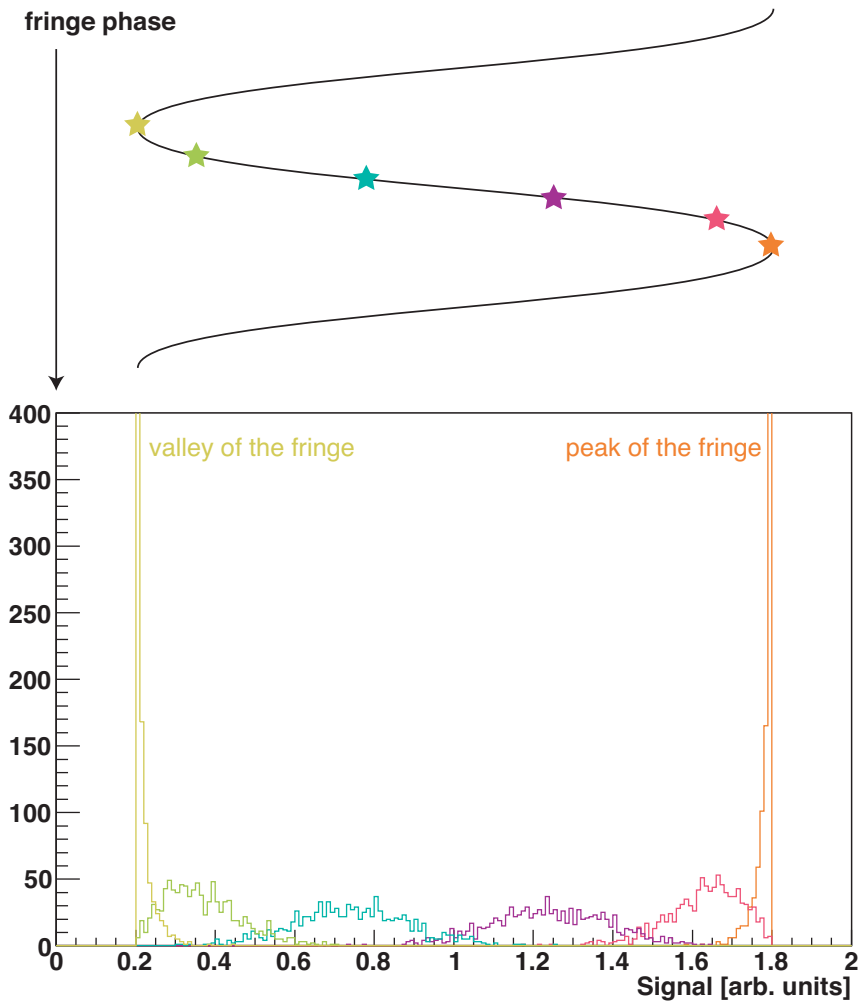 fringe phase
400
valley of the fringe
peak of the fringe
350
300
250
200
150
100
50
0
0 0.2 0.4 0.6 0.8 1 1.2 1.4 1.6 1.8 2
Signal [arb. units]